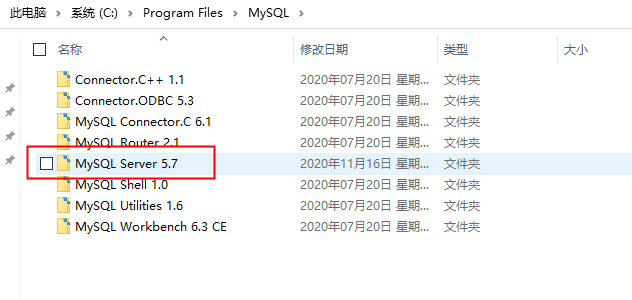 此电脑 › 系统 (C:) › Program Files › MySQL ›
名称 修改日期 类型 大小
Connector.C++ 1.1 2020年07月20日 星期... 文件夹
Connector.ODBC 5.3 2020年07月20日 星期... 文件夹
MySQL Connector.C 6.1 2020年07月20日 星期... 文件夹
MySQL Router 2.1 2020年07月20日 星期... 文件夹
MySQL Server 5.7 2020年11月16日 星期... 文件夹
MySQL Shell 1.0 2020年07月20日 星期... 文件夹
MySQL Utilities 1.6 2020年07月20日 星期... 文件夹
MySQL Workbench 6.3 CE 2020年07月20日 星期... 文件夹